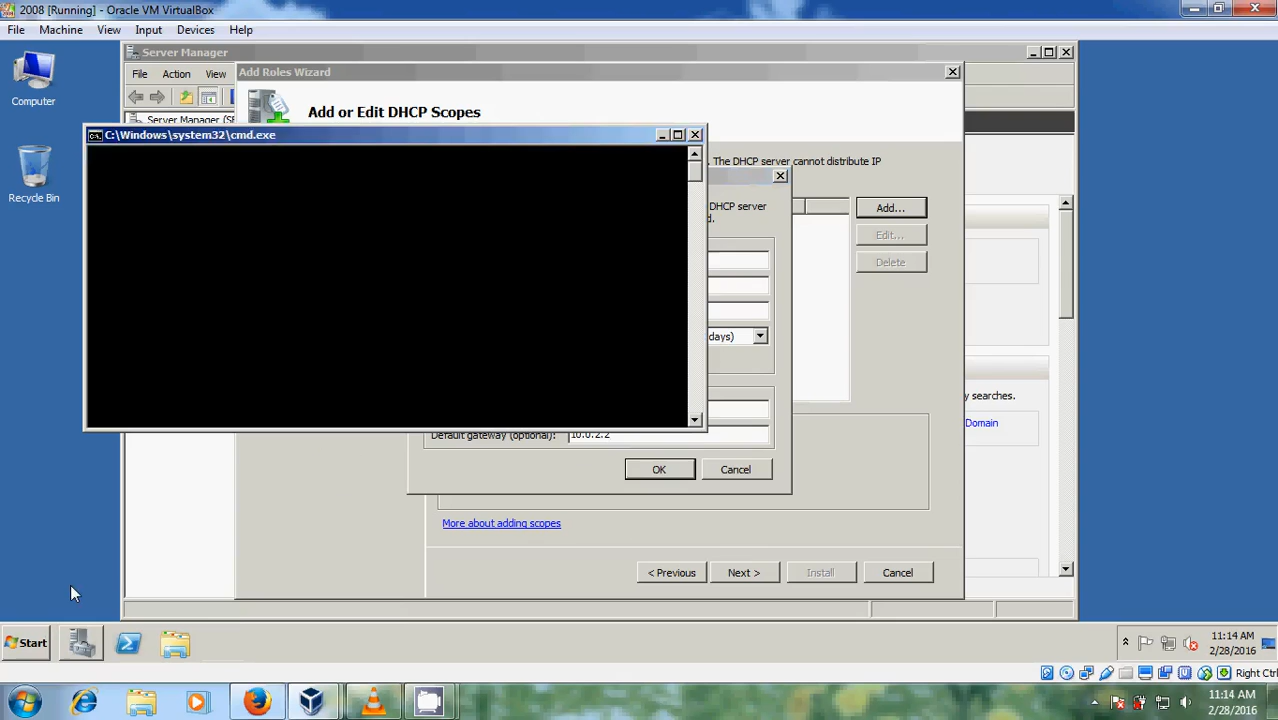 2008 [Running] - Oracle VM VirtualBox
File Machine View Input Devices Help
Server Manager
File Action View
Server Manager (SE
Computer
Recycle Bin
Add Roles Wizard
Add or Edit DHCP Scopes
. The DHCP server cannot distribute IP
C:\Windows\system32\cmd.exe
DHCP server
d.
days)
Default gateway (optional): 10.0.2.2
OK Cancel
Add...
Edit...
Delete
y searches.
Domain
More about adding scopes
< Previous Next > Install Cancel
Start
11:14 AM
2/28/2016
Right Ctrl
11:14 AM
2/28/2016